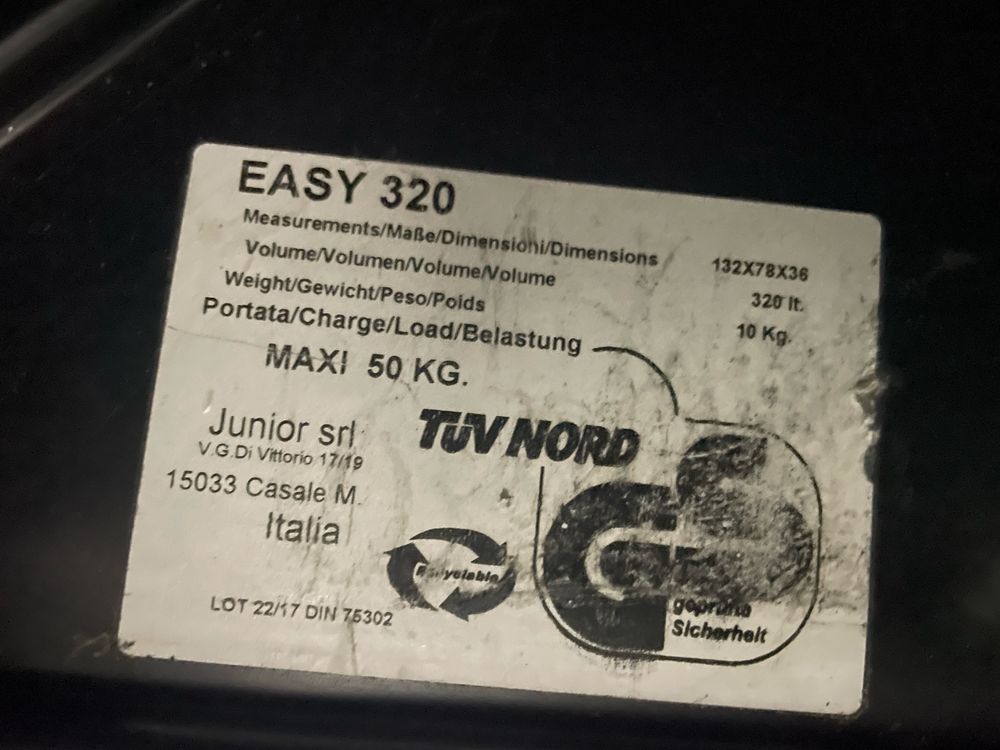 EASY 320
Measurements/Maße/Dimensioni/Dimensions 132X78X36
Volume/Volumen/Volume/Volume 320 lt.
Weight/Gewicht/Peso/Poids 10 Kg.
Portata/Charge/Load/Belastung
MAXI 50 KG.
Junior srl
V.G.Di Vittorio 17/19
15033 Casale M.
Italia
TÜV NORD
Recyclable
geprüfte
Sicherheit
LOT 22/17 DIN 75302